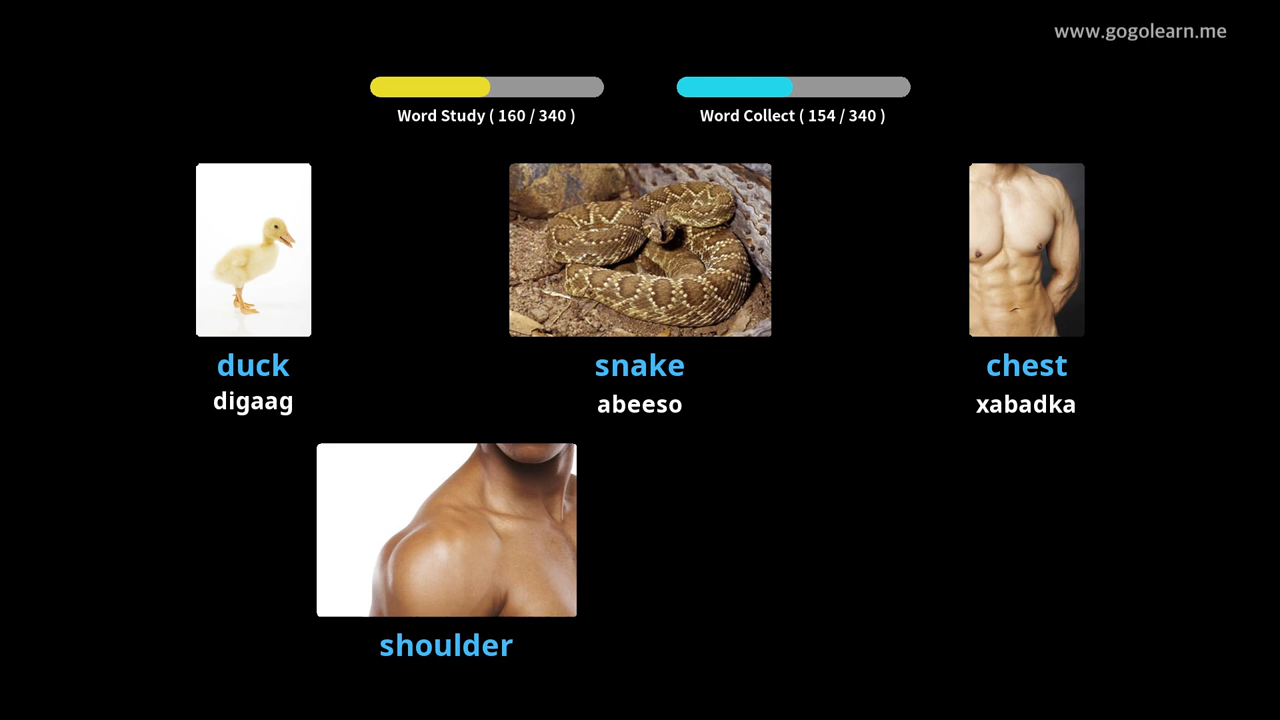 www.gogolearn.me
Word Study ( 160 / 340 )
Word Collect ( 154 / 340 )
duck
digaag
snake
abeeso
chest
xabadka
shoulder